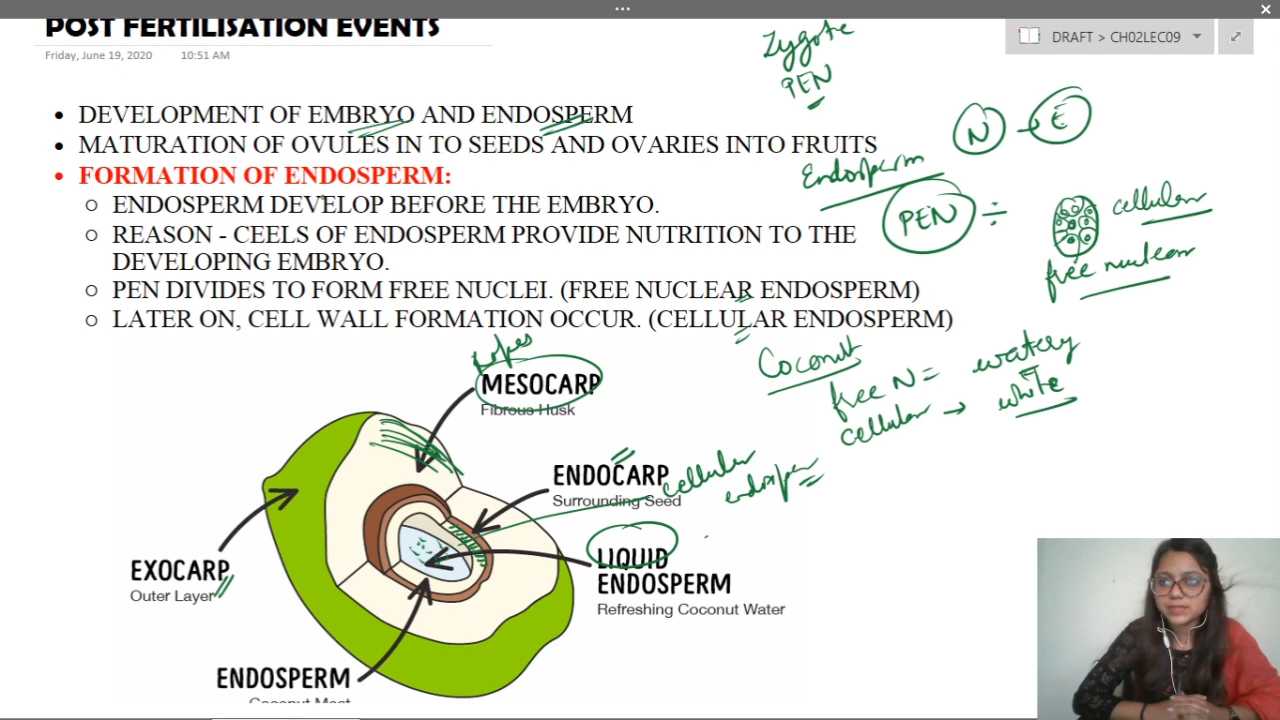 POST FERTILISATION EVENTS
Friday, June 19, 2020 10:51 AM
DRAFT > CH02LEC09
Zygote
PEN
• DEVELOPMENT OF EMBRYO AND ENDOSPERM
• MATURATION OF OVULES IN TO SEEDS AND OVARIES INTO FRUITS
N → E
• FORMATION OF ENDOSPERM:
Endosperm
○ ENDOSPERM DEVELOP BEFORE THE EMBRYO.
PEN ÷
cellular
○ REASON - CEELS OF ENDOSPERM PROVIDE NUTRITION TO THE
DEVELOPING EMBRYO.
free nuclear
○ PEN DIVIDES TO FORM FREE NUCLEI. (FREE NUCLEAR ENDOSPERM)
○ LATER ON, CELL WALL FORMATION OCCUR. (CELLULAR ENDOSPERM)
Coconut
free N = watery
cellular → white
ropes
MESOCARP
Fibrous Husk
ENDOCARP
Surrounding Seed
cellular
endosper
LIQUID
ENDOSPERM
Refreshing Coconut Water
EXOCARP
Outer Layer
ENDOSPERM
Coconut Meat